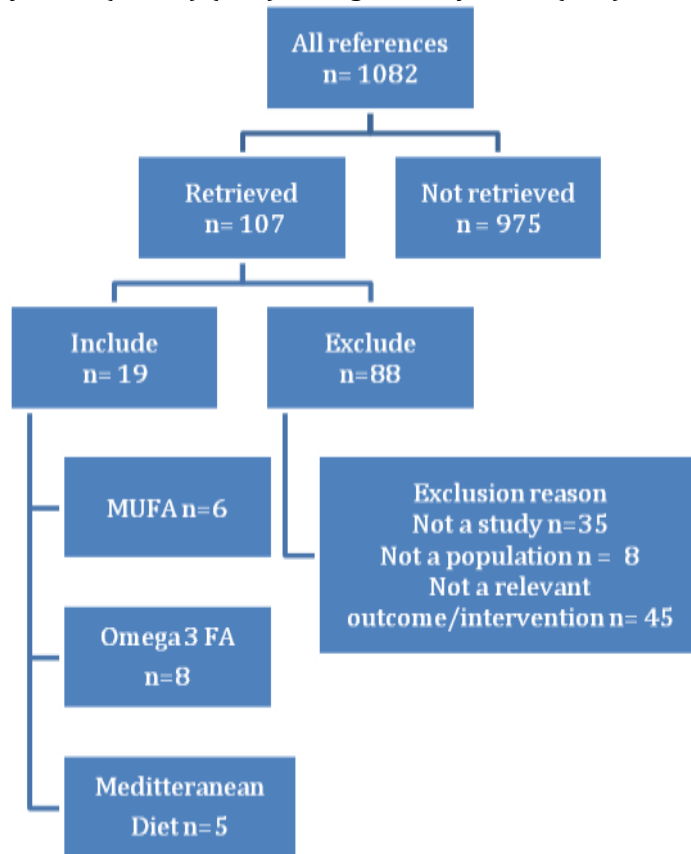 All references
n= 1082
Retrieved
n= 107
Not retrieved
n = 975
Include
n= 19
Exclude
n=88
MUFA n=6
Omega 3 FA
n=8
Meditteranean
Diet n=5
Exclusion reason
Not a study n=35
Not a population n = 8
Not a relevant
outcome/intervention n= 45